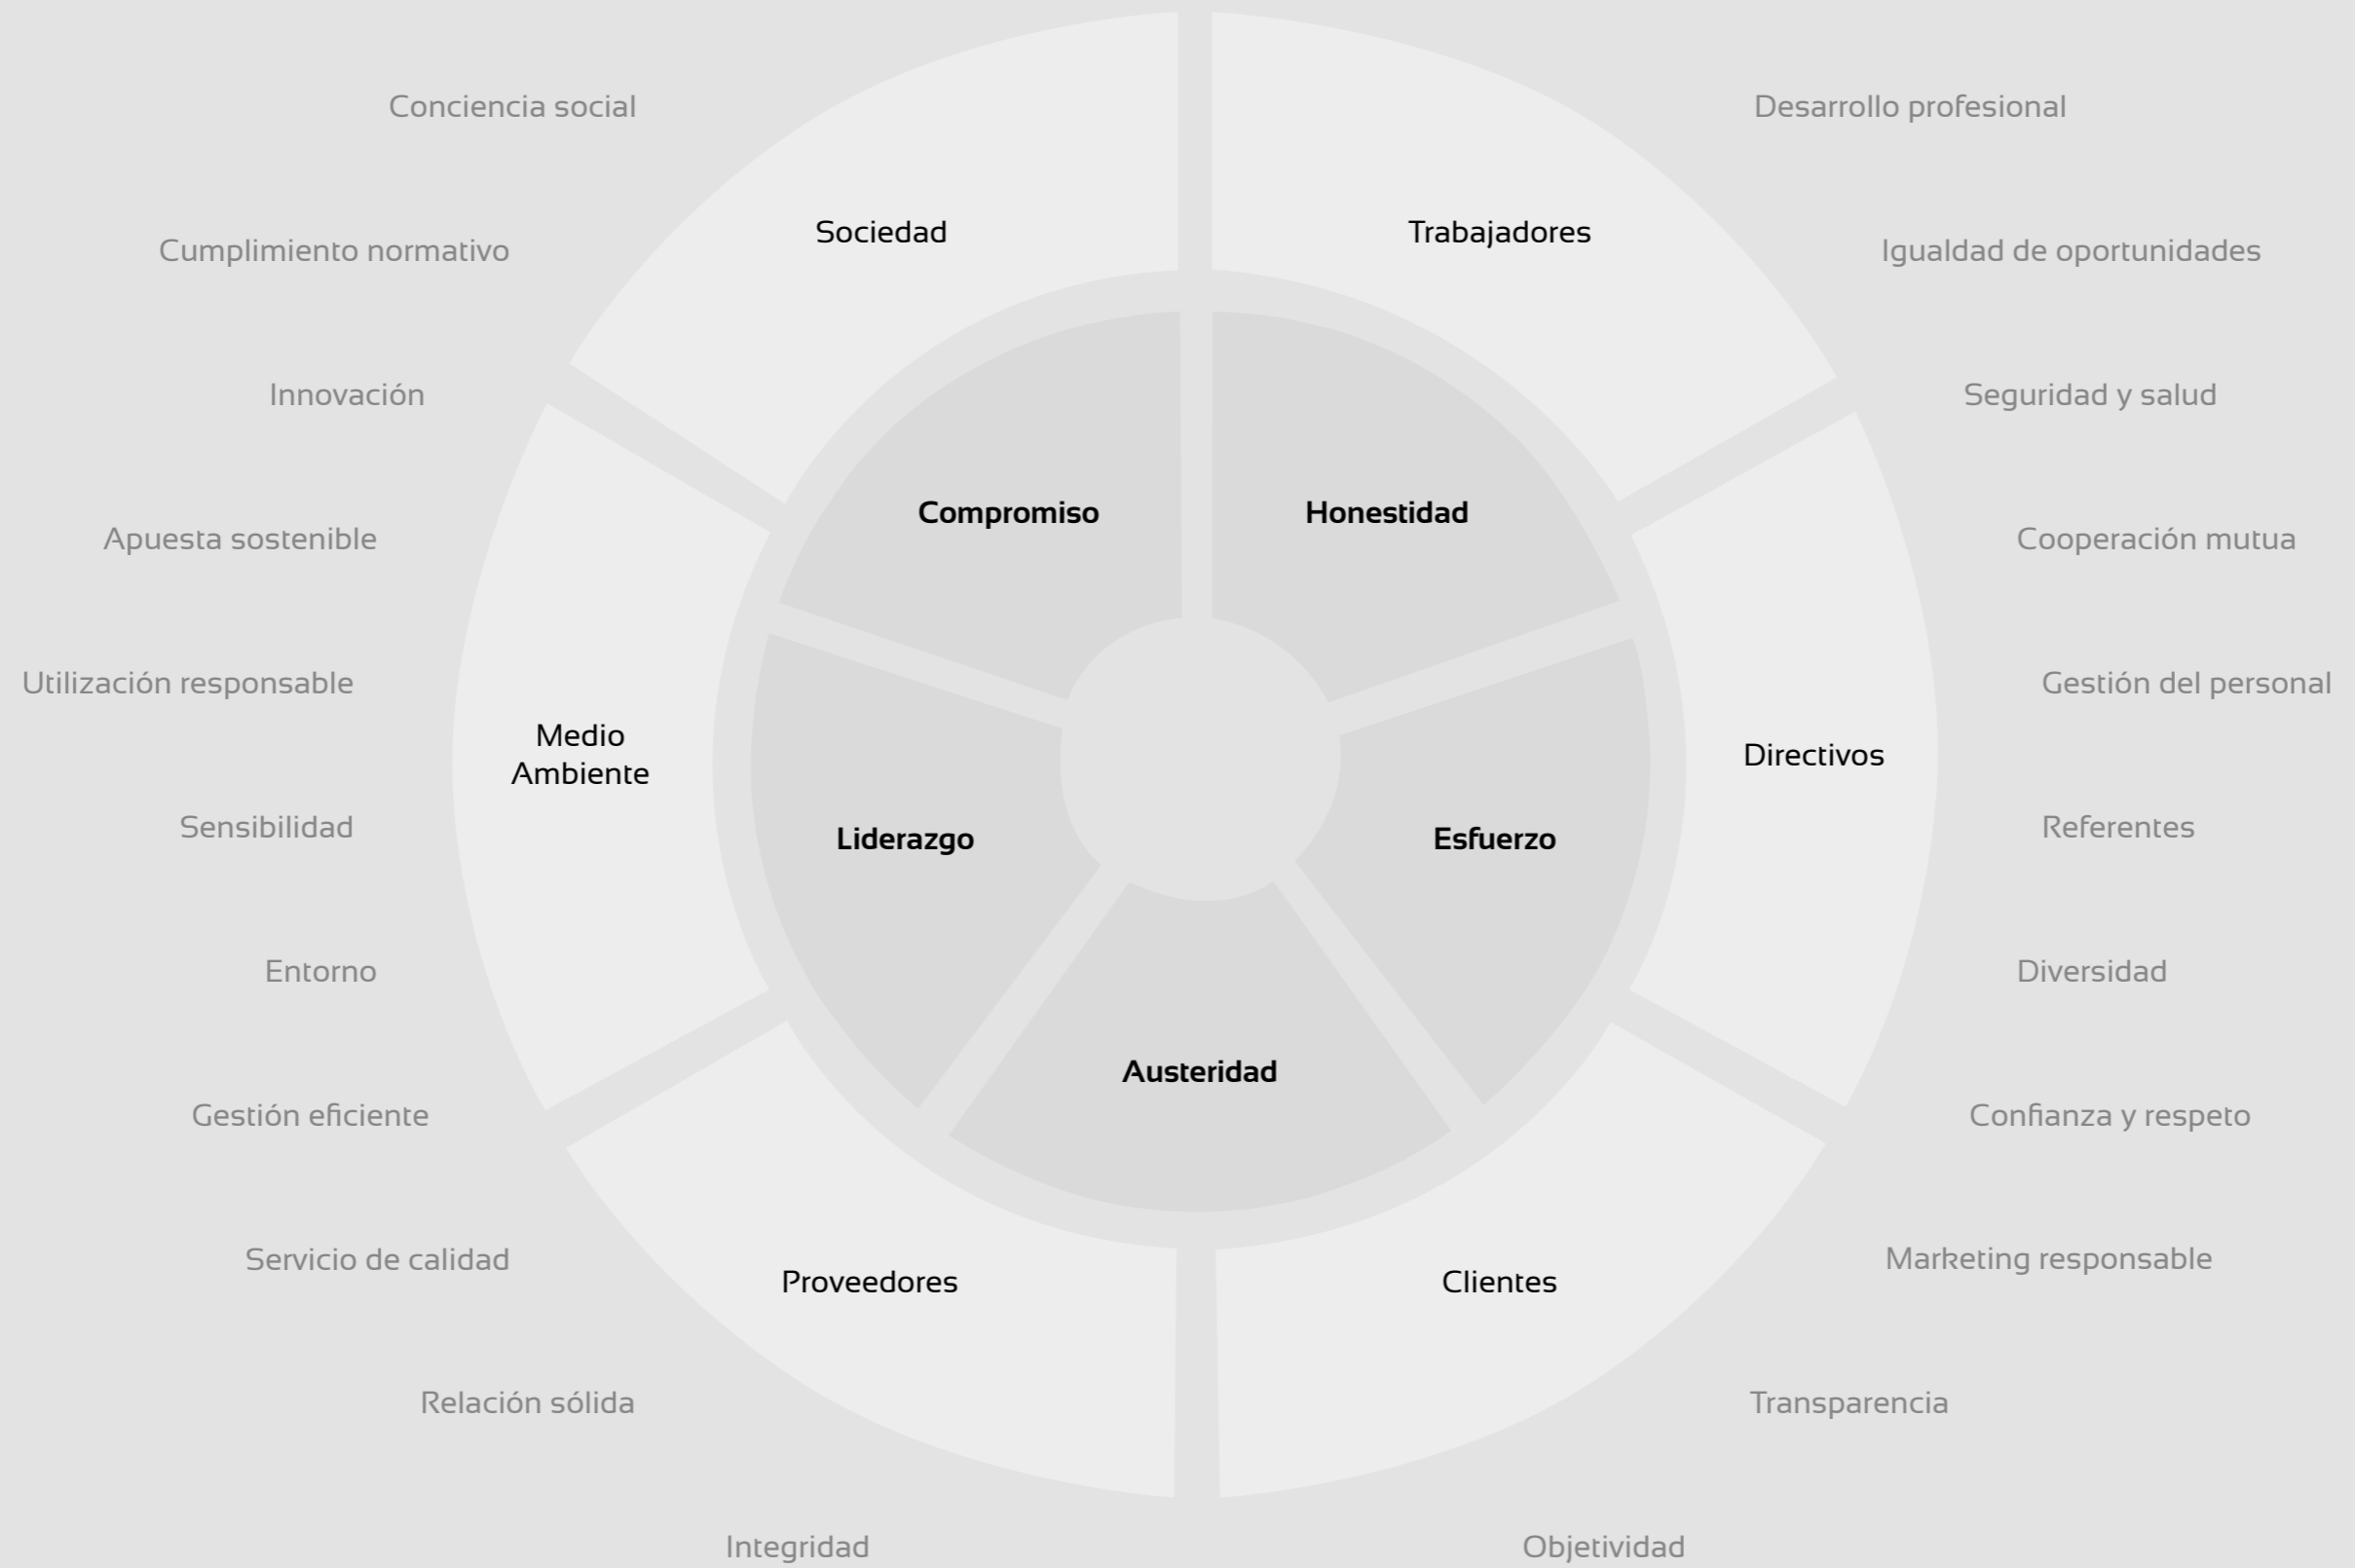 Conciencia social
Desarrollo profesional
Sociedad
Trabajadores
Cumplimiento normativo
Igualdad de oportunidades
Innovación
Seguridad y salud
Compromiso
Honestidad
Apuesta sostenible
Cooperación mutua
Utilización responsable
Gestión del personal
Medio
Ambiente
Directivos
Sensibilidad
Liderazgo
Esfuerzo
Referentes
Entorno
Diversidad
Austeridad
Gestión eficiente
Confianza y respeto
Servicio de calidad
Marketing responsable
Proveedores
Clientes
Relación sólida
Transparencia
Integridad
Objetividad